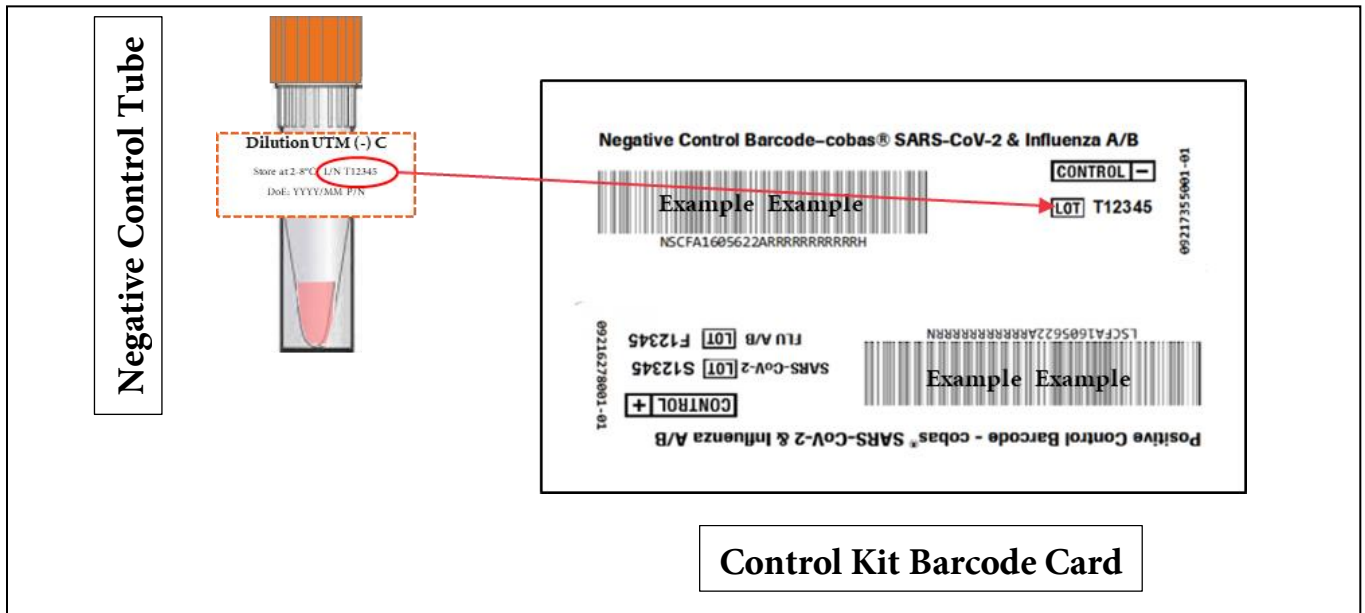 Negative Control Tube
Dilution UTM (-) C
Store at 2-8°C L/N T12345
DoE: YYYY/MM P/N
Negative Control Barcode–cobas® SARS-CoV-2 & Influenza A/B
CONTROL –
Example Example
LOT T12345
NSCFA1605622ARRRRRRRRRRRH
09217355001-01
Positive Control Barcode - cobas® SARS-CoV-2 & Influenza A/B
CONTROL +
Example Example
SARS-CoV-2 LOT S12345
FLU A/B LOT F12345
09216278001-01
Control Kit Barcode Card